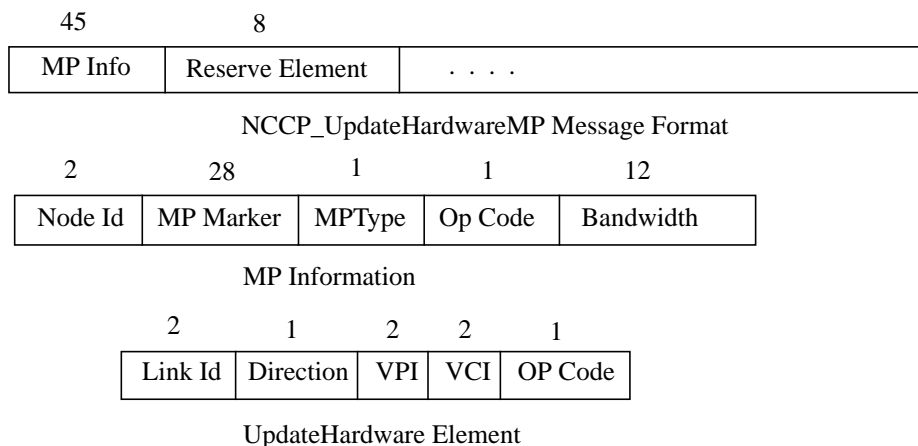 45 8
MP Info Reserve Element . . . .
NCCP_UpdateHardwareMP Message Format
2 28 1 1 12
Node Id MP Marker MPType Op Code Bandwidth
MP Information
2 1 2 2 1
Link Id Direction VPI VCI OP Code
UpdateHardware Element